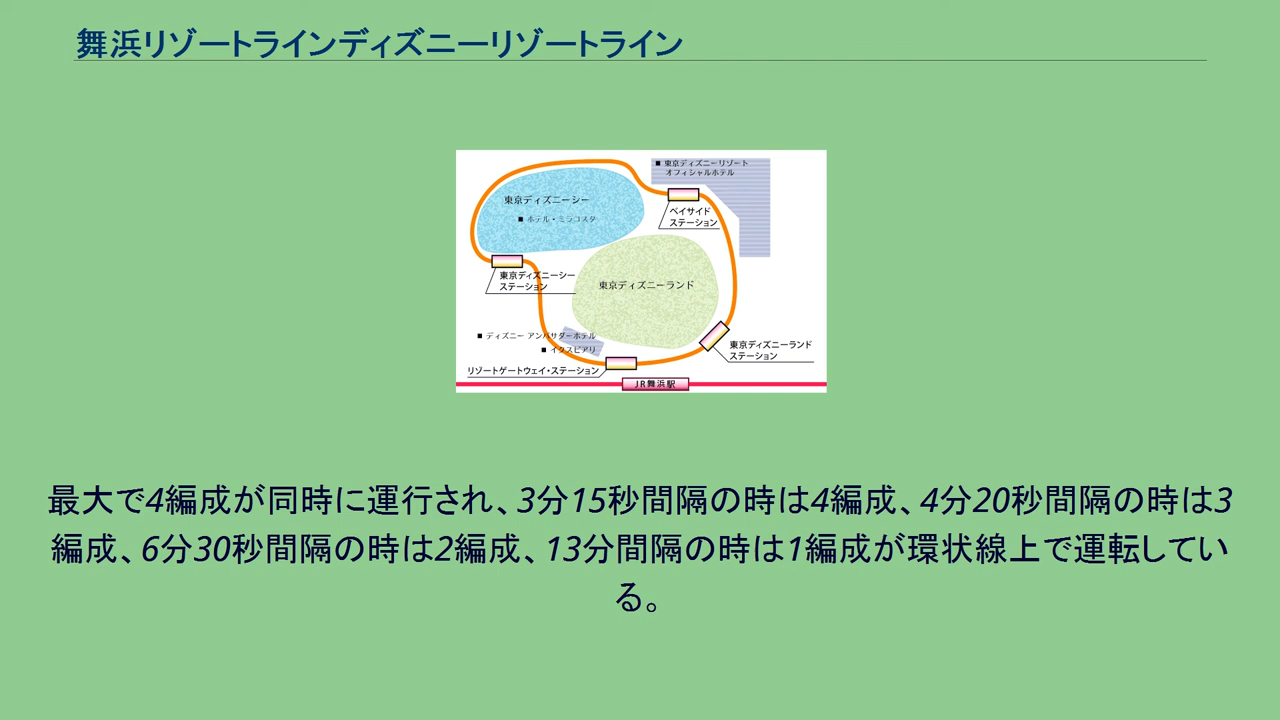 舞浜リゾートラインディズニーリゾートライン
■ 東京ディズニーリゾート
オフィシャルホテル
東京ディズニーシー
■ ホテル・ミラコスタ
ベイサイド
ステーション
東京ディズニーシー
ステーション
東京ディズニーランド
■ ディズニー アンバサダーホテル
■ イクスピアリ
東京ディズニーランド
ステーション
リゾートゲートウェイ・ステーション
JR舞浜駅
最大で4編成が同時に運行され、3分15秒間隔の時は4編成、4分20秒間隔の時は3
編成、6分30秒間隔の時は2編成、13分間隔の時は1編成が環状線上で運転してい
る。